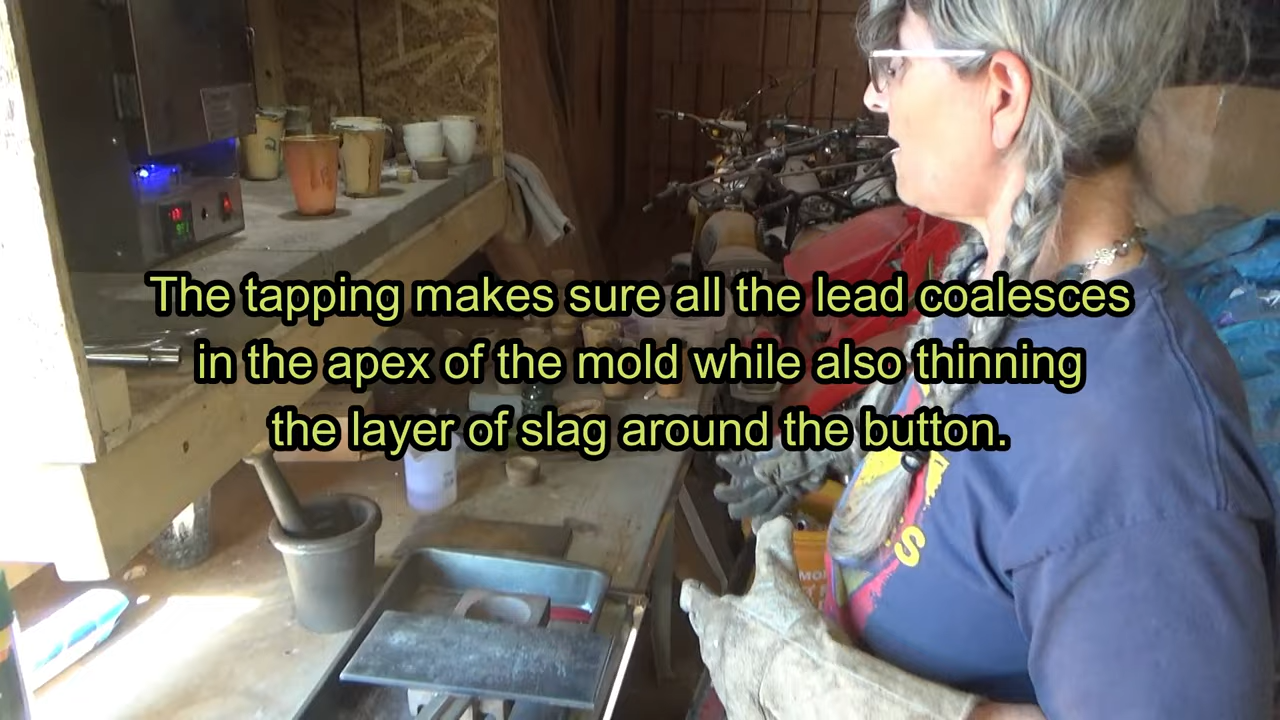 The tapping makes sure all the lead coalesces
in the apex of the mold while also thinning
the layer of slag around the button.